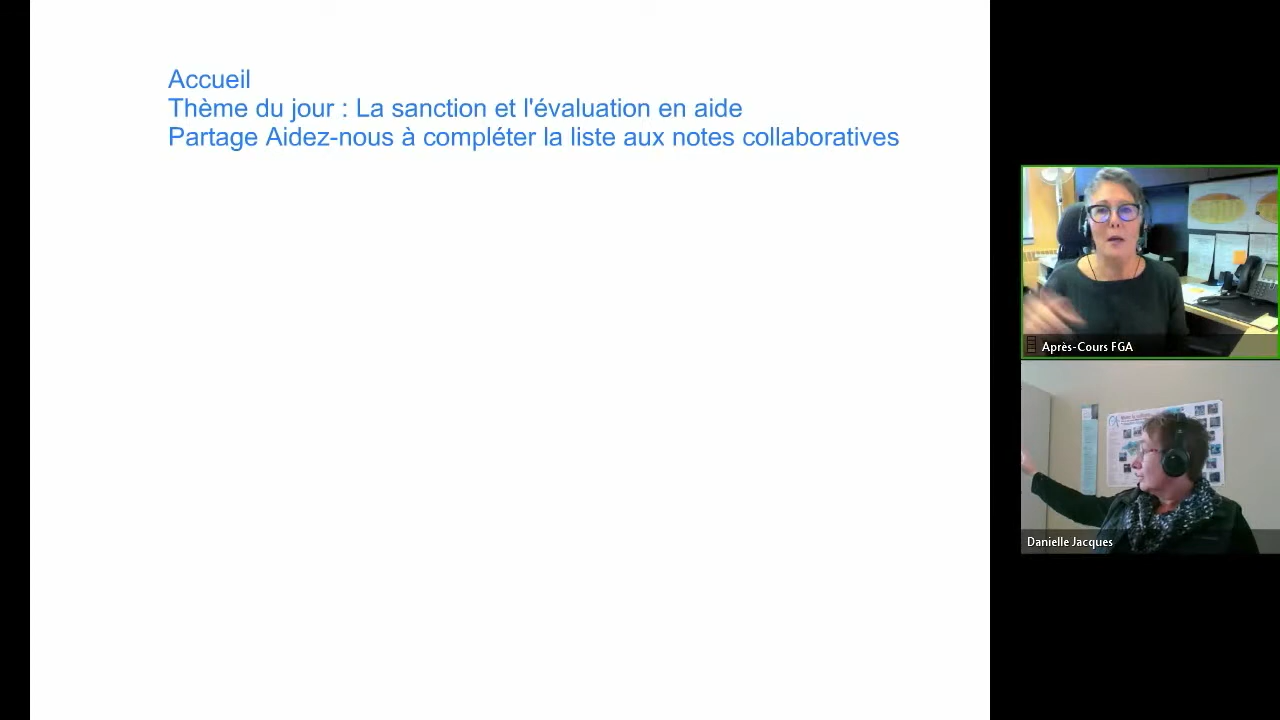 Accueil
Thème du jour : La sanction et l'évaluation en aide
Partage Aidez-nous à compléter la liste aux notes collaboratives
Après-Cours FGA
Danielle Jacques